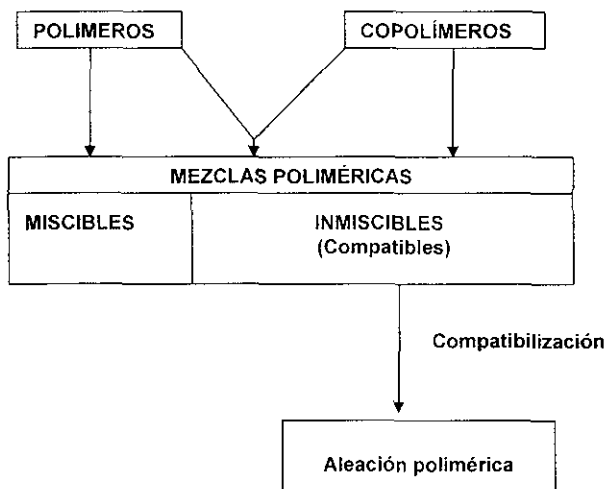 POLIMEROS
COPOLÍMEROS
MEZCLAS POLIMÉRICAS
MISCIBLES
INMISCIBLES
(Compatibles)
Compatibilización
Aleación polimérica